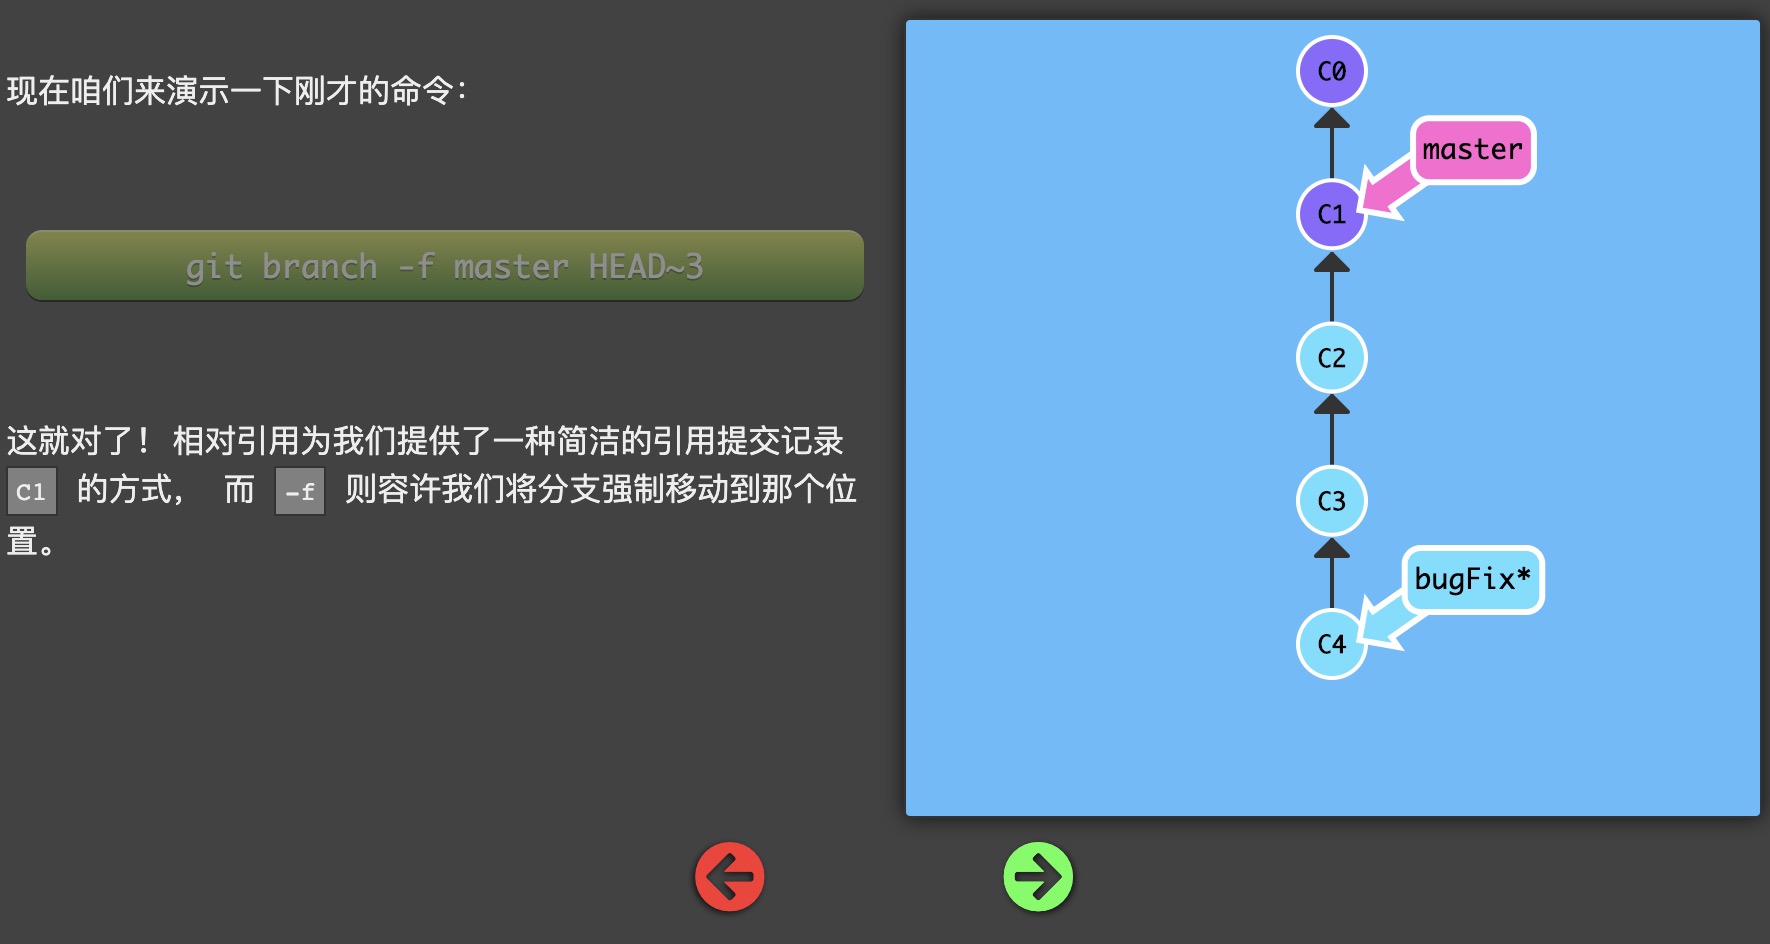 现在咱们来演示一下刚才的命令：
git branch -f master HEAD~3
这就对了！相对引用为我们提供了一种简洁的引用提交记录
C1 的方式， 而 -f 则容许我们将分支强制移动到那个位
置。
C0
master
C1
C2
C3
bugFix*
C4